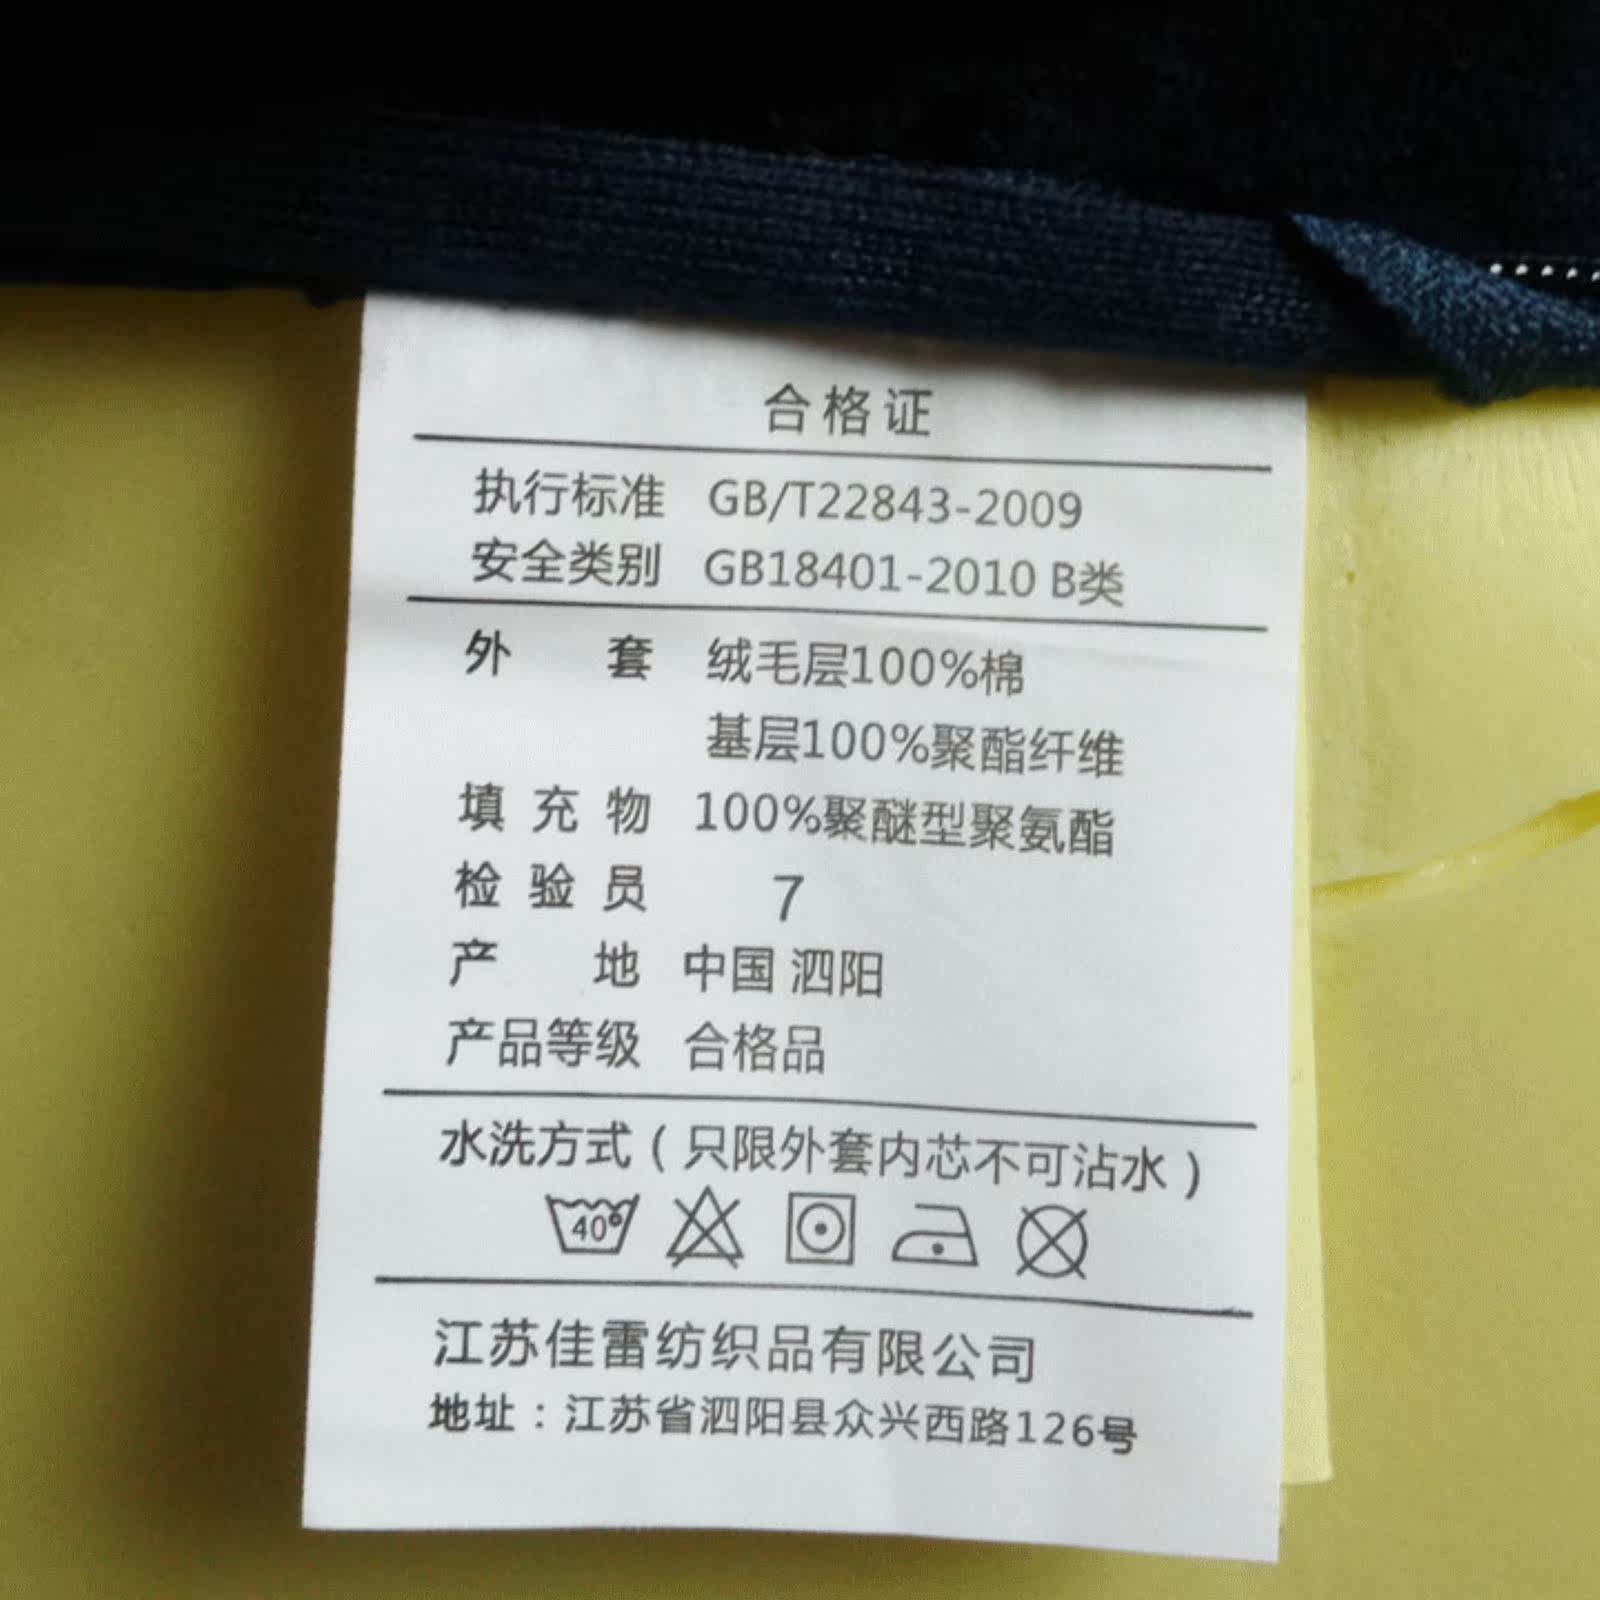 合格证
执行标准 GB/T22843-2009
安全类别 GB18401-2010 B类
外套 绒毛层100%棉
基层100%聚酯纤维
填充物 100%聚醚型聚氨酯
检验员 7
产地 中国 泗阳
产品等级 合格品
水洗方式（只限外套内芯不可沾水）
40°
江苏佳雷纺织品有限公司
地址：江苏省泗阳县众兴西路126号